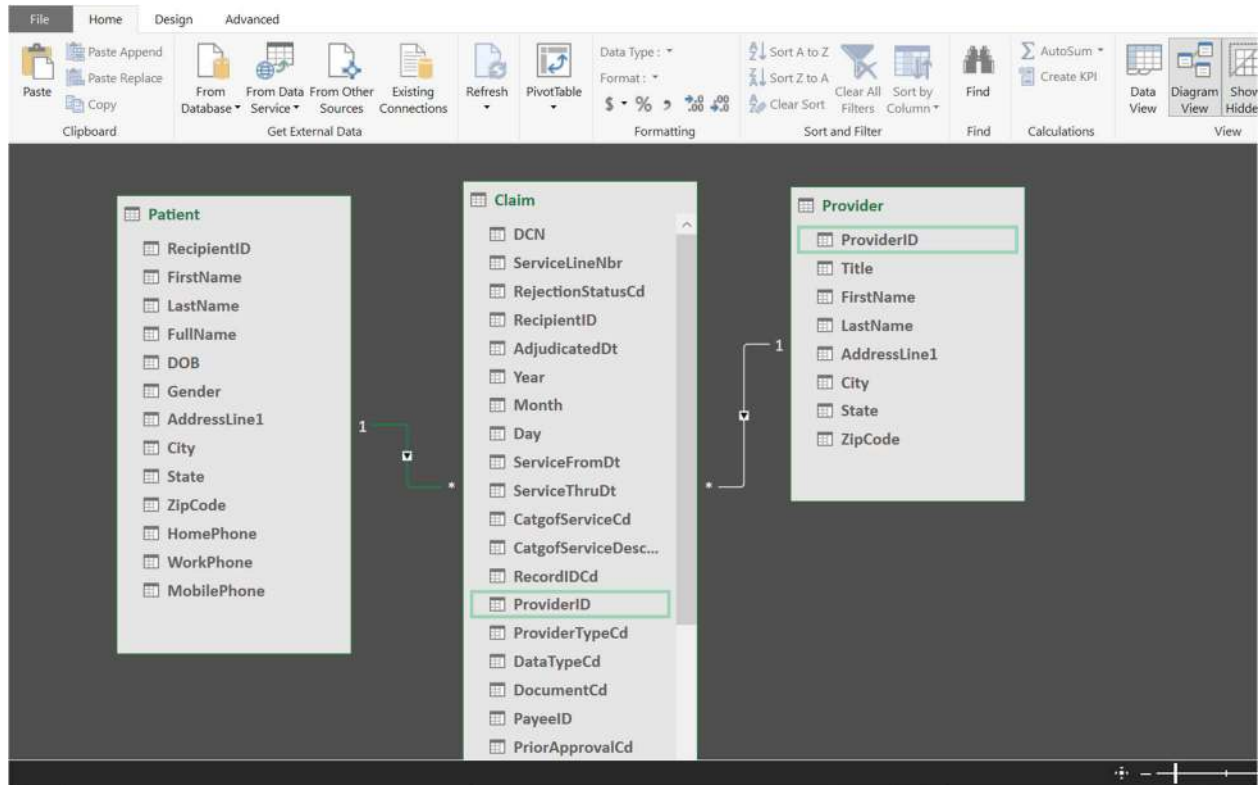 File Home Design Advanced
Paste
Paste Append
Paste Replace
Copy
Clipboard
From Database
From Data Service
From Other Sources
Existing Connections
Get External Data
Refresh
PivotTable
Data Type :
Format :
$ % , .00 .00
Formatting
Sort A to Z
Sort Z to A
Clear Sort
Clear All Filters
Sort by Column
Sort and Filter
Find
Find
AutoSum
Create KPI
Calculations
Data View
Diagram View
Show Hidde
View
Patient
RecipientID
FirstName
LastName
FullName
DOB
Gender
AddressLine1
City
State
ZipCode
HomePhone
WorkPhone
MobilePhone
1
*
Claim
DCN
ServiceLineNbr
RejectionStatusCd
RecipientID
AdjudicatedDt
Year
Month
Day
ServiceFromDt
ServiceThruDt
CatgofServiceCd
CatgofServiceDesc...
RecordIDCd
ProviderID
ProviderTypeCd
DataTypeCd
DocumentCd
PayeeID
PriorApprovalCd
*
1
Provider
ProviderID
Title
FirstName
LastName
AddressLine1
City
State
ZipCode